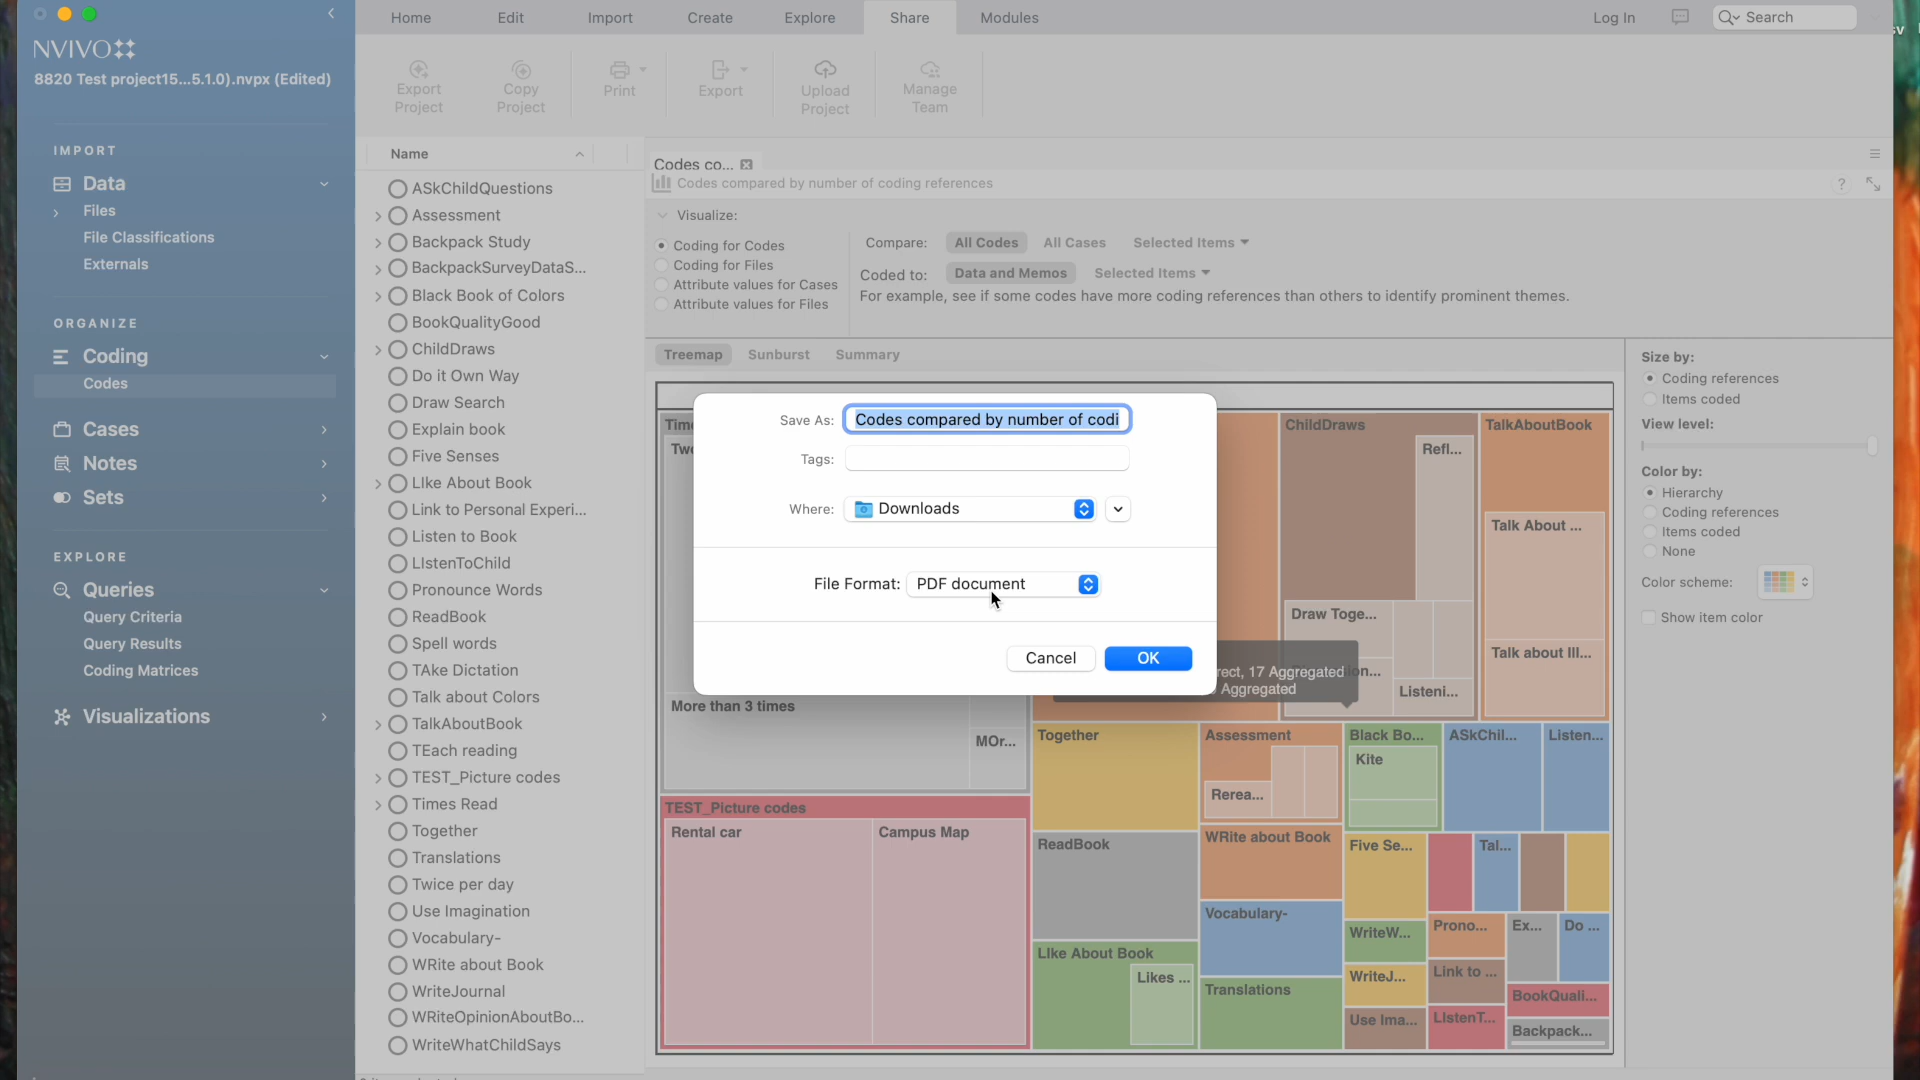 Home
Edit
Import
Create
Explore
Share
Modules
Log In
Search
sv
NVIVO
8820 Test project15...5.1.0).nvpx (Edited)
Export
Project
Copy
Project
Print
Export
Upload
Project
Manage
Team
IMPORT
Data
Files
File Classifications
Externals
ORGANIZE
Coding
Codes
Cases
Notes
Sets
EXPLORE
Queries
Query Criteria
Query Results
Coding Matrices
Visualizations
Name
ASkChildQuestions
Assessment
Backpack Study
BackpackSurveyDataS...
Black Book of Colors
BookQualityGood
ChildDraws
Do it Own Way
Draw Search
Explain book
Five Senses
LIke About Book
Link to Personal Experi...
Listen to Book
LIstenToChild
Pronounce Words
ReadBook
Spell words
TAke Dictation
Talk about Colors
TalkAboutBook
TEach reading
TEST_Picture codes
Times Read
Together
Translations
Twice per day
Use Imagination
Vocabulary-
WRite about Book
WriteJournal
WRiteOpinionAboutBo...
WriteWhatChildSays
Codes co...
Codes compared by number of coding references
?
Visualize:
Coding for Codes
Coding for Files
Attribute values for Cases
Attribute values for Files
Compare:
All Codes
All Cases
Selected Items
Coded to:
Data and Memos
Selected Items
For example, see if some codes have more coding references than others to identify prominent themes.
Treemap
Sunburst
Summary
Size by:
Coding references
Items coded
View level:
Color by:
Hierarchy
Coding references
Items coded
None
Color scheme:
Show item color
Save As:
Codes compared by number of codi
Tags:
Where:
Downloads
File Format:
PDF document
Cancel
OK
rect, 17 Aggregated
Aggregated
Time
Twe
More than 3 times
MOr...
TEST_Picture codes
Rental car
Campus Map
ChildDraws
Refl...
Draw Toge...
on...
Listeni...
TalkAboutBook
Talk About ...
Talk about Ill...
Together
Assessment
Rerea...
Black Bo...
Kite
ASkChil...
Listen...
ReadBook
WRite about Book
Five Se...
Tal...
Vocabulary-
WriteW...
Prono...
Ex...
Do ...
LIke About Book
Likes ...
WriteJ...
Link to ...
BookQuali...
Translations
Use Ima...
LIstenT...
Backpack...